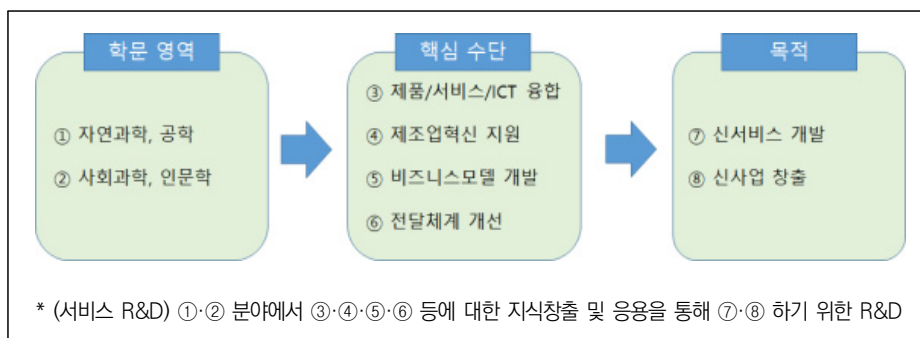 학문 영역
① 자연과학, 공학
② 사회과학, 인문학
핵심 수단
③ 제품/서비스/ICT 융합
④ 제조업혁신 지원
⑤ 비즈니스모델 개발
⑥ 전달체계 개선
목적
⑦ 신서비스 개발
⑧ 신사업 창출
* (서비스 R&D) ①·② 분야에서 ③·④·⑤·⑥ 등에 대한 지식창출 및 응용을 통해 ⑦·⑧ 하기 위한 R&D